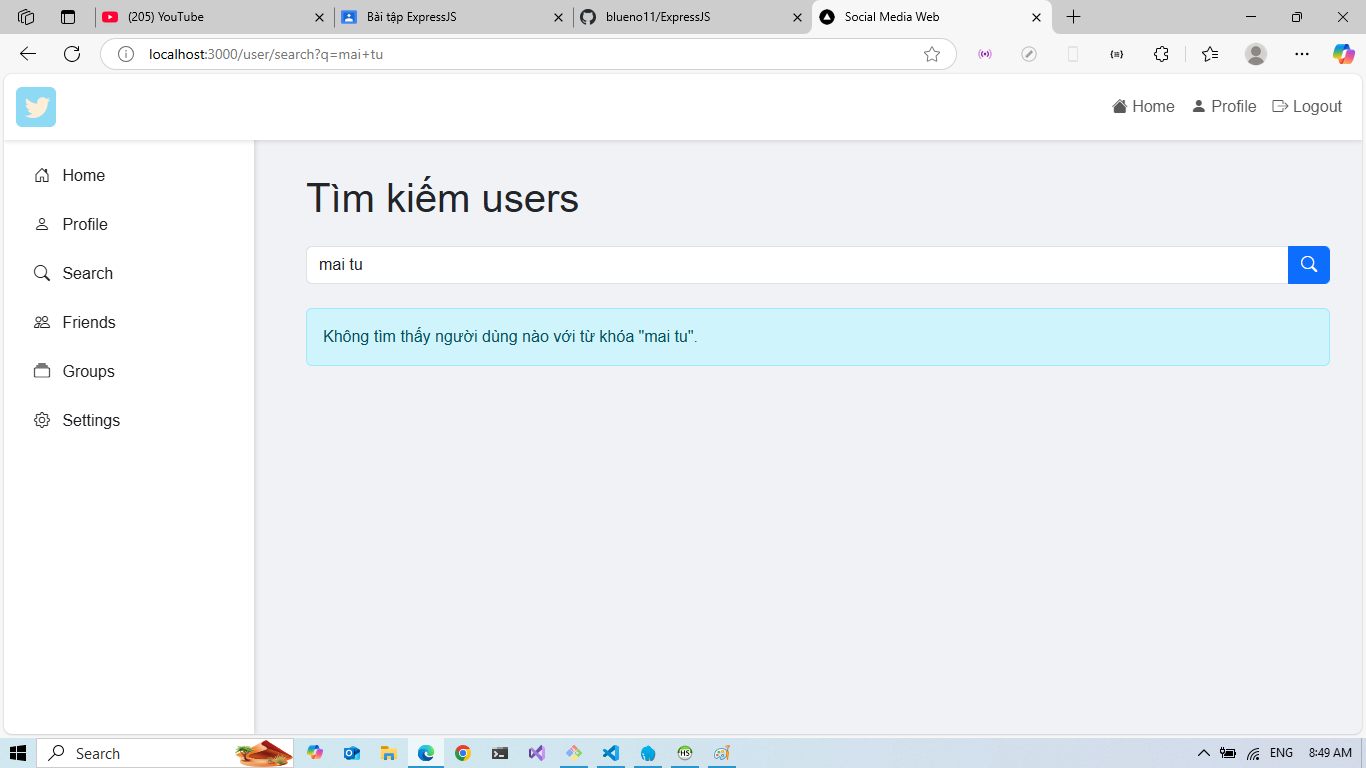 (205) YouTube
Bài tập ExpressJS
blueno11/ExpressJS
Social Media Web
localhost:3000/user/search?q=mai+tu
Home
Profile
Logout
Home
Profile
Search
Friends
Groups
Settings
Tìm kiếm users
mai tu
Không tìm thấy người dùng nào với từ khóa "mai tu".
Search
ENG
8:49 AM